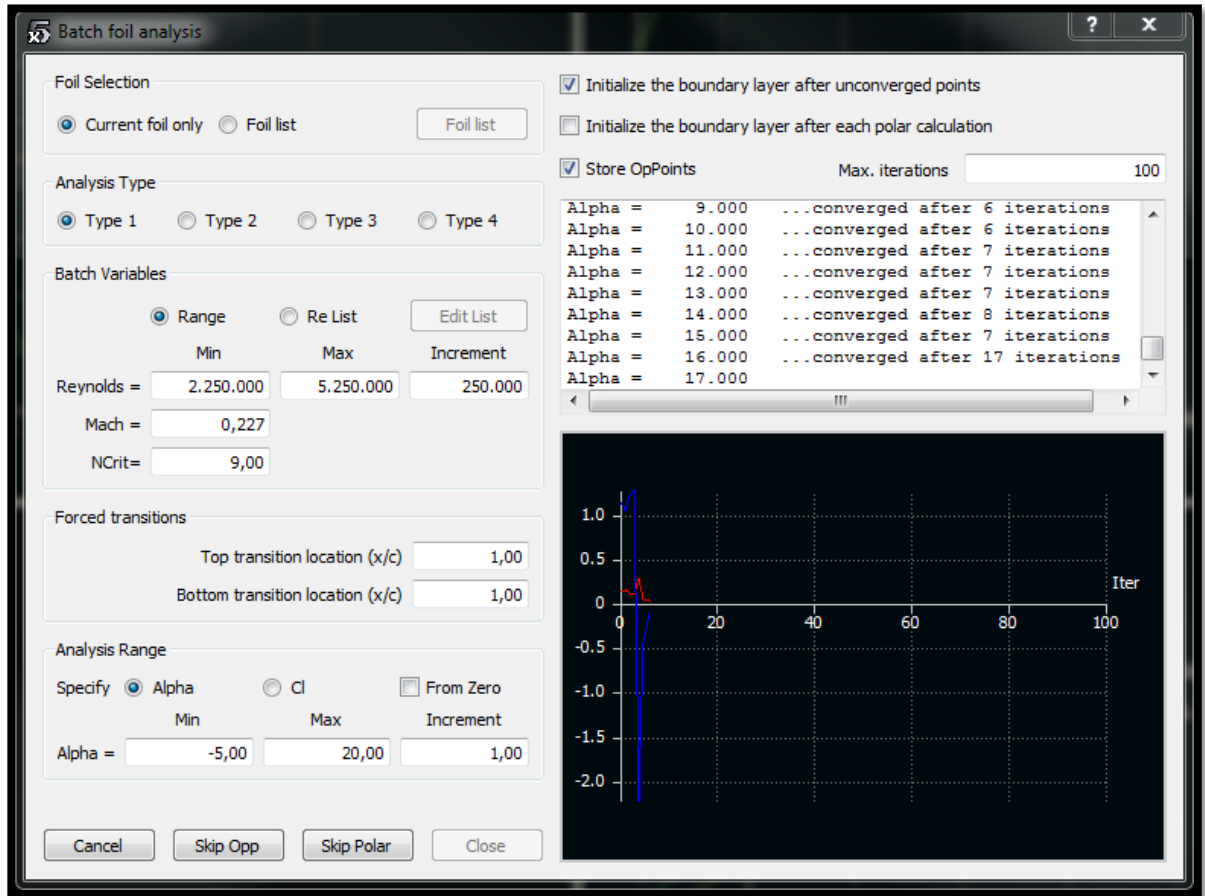 Batch foil analysis
Foil Selection
Current foil only Foil list Foil list
Analysis Type
Type 1 Type 2 Type 3 Type 4
Batch Variables
Range Re List Edit List
Min Max Increment
Reynolds = 2.250.000 5.250.000 250.000
Mach = 0,227
NCrit= 9,00
Forced transitions
Top transition location (x/c) 1,00
Bottom transition location (x/c) 1,00
Analysis Range
Specify Alpha Cl From Zero
Min Max Increment
Alpha = -5,00 20,00 1,00
Cancel Skip Opp Skip Polar Close
Initialize the boundary layer after unconverged points
Initialize the boundary layer after each polar calculation
Store OpPoints Max. iterations 100
Alpha = 9.000 ...converged after 6 iterations
Alpha = 10.000 ...converged after 6 iterations
Alpha = 11.000 ...converged after 7 iterations
Alpha = 12.000 ...converged after 7 iterations
Alpha = 13.000 ...converged after 7 iterations
Alpha = 14.000 ...converged after 8 iterations
Alpha = 15.000 ...converged after 7 iterations
Alpha = 16.000 ...converged after 17 iterations
Alpha = 17.000
1.0
0.5
Iter
0
0 20 40 60 80 100
-0.5
-1.0
-1.5
-2.0